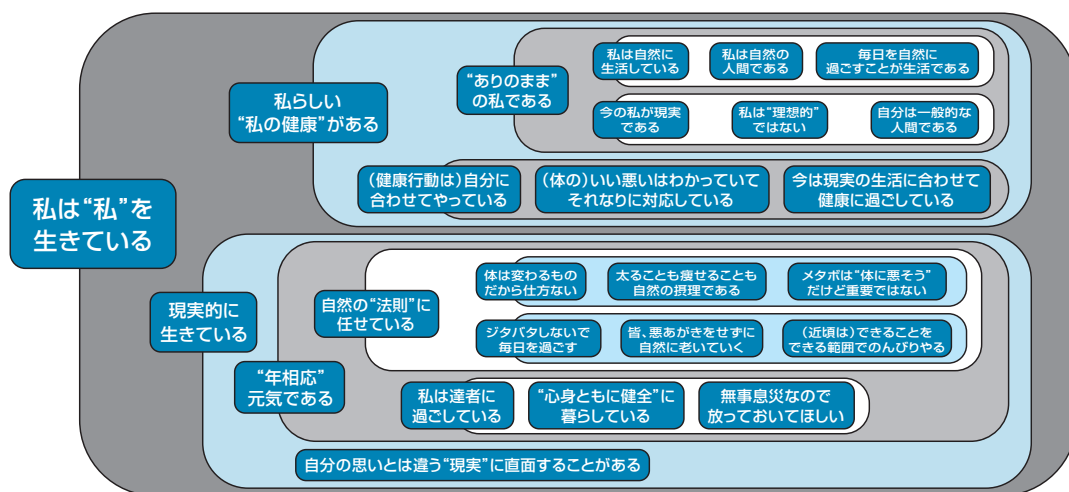 私は自然に
生活している
私は自然の
人間である
毎日を自然に
過ごすことが生活である
“ありのまま”
の私である
今の私が現実
である
私は“理想的”
ではない
自分は一般的な
人間である
私らしい
“私の健康”がある
(健康行動は)自分に
合わせてやっている
(体の)いい悪いはわかっていて
それなりに対応している
今は現実の生活に合わせて
健康に過ごしている
私は“私”を
生きている
体は変わるもの
だから仕方ない
太ることも痩せることも
自然の摂理である
メタボは“体に悪そう”
だけど重要ではない
自然の“法則”に
任せている
現実的に
生きている
ジタバタしないで
毎日を過ごす
皆、悪あがきをせずに
自然に老いていく
(近頃は)できることを
できる範囲でのんびりやる
“年相応”
元気である
私は達者に
過ごしている
“心身ともに健全”に
暮らしている
無事息災なので
放っておいてほしい
自分の思いとは違う“現実”に直面することがある